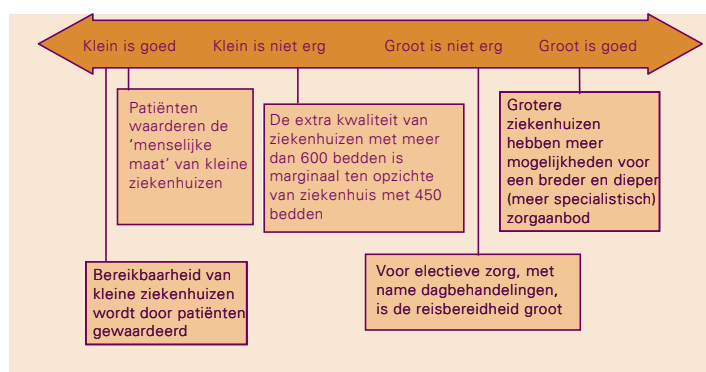 Klein is goed Klein is niet erg Groot is niet erg Groot is goed
Patiënten
waarderen de
‘menselijke
maat’ van kleine
ziekenhuizen
De extra kwaliteit van
ziekenhuizen met meer
dan 600 bedden is
marginaal ten opzichte
van ziekenhuis met 450
bedden
Grotere
ziekenhuizen
hebben meer
mogelijkheden voor
een breder en dieper
(meer specialistisch)
zorgaanbod
Bereikbaarheid van
kleine ziekenhuizen
wordt door patiënten
gewaardeerd
Voor electieve zorg, met
name dagbehandelingen,
is de reisbereidheid groot